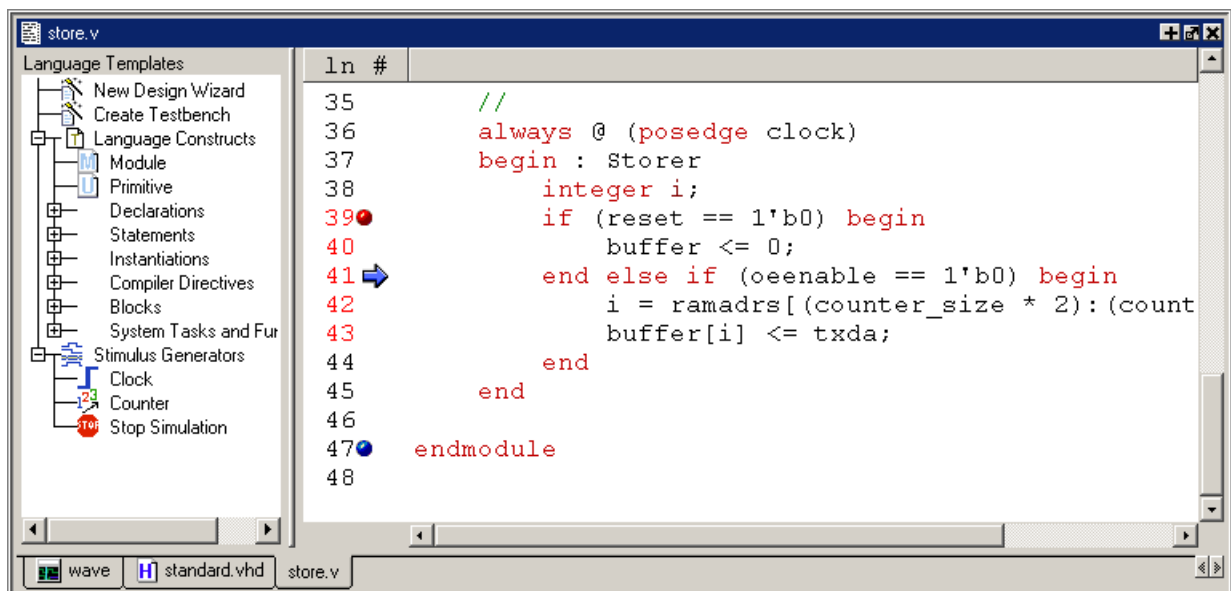 store.v
Language Templates
New Design Wizard
Create Testbench
Language Constructs
Module
Primitive
Declarations
Statements
Instantiations
Compiler Directives
Blocks
System Tasks and Fur
Stimulus Generators
Clock
Counter
STOP Stop Simulation
ln #
35 //
36 always @ (posedge clock)
37 begin : Storer
38 integer i;
39 if (reset == 1'b0) begin
40 buffer <= 0;
41 end else if (oeenable == 1'b0) begin
42 i = ramadrs[(counter_size * 2):(count
43 buffer[i] <= txda;
44 end
45 end
46
47 endmodule
48
wave
H standard.vhd
store.v